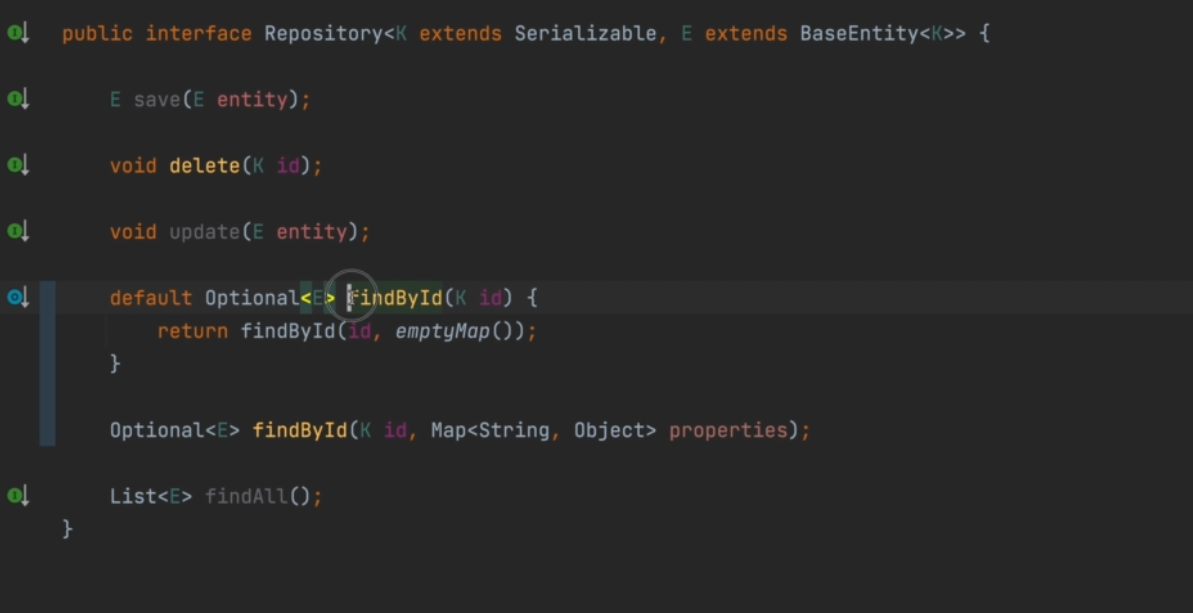 public interface Repository<K extends Serializable, E extends BaseEntity<K>> {
E save(E entity);
void delete(K id);
void update(E entity);
default Optional<E> findById(K id) {
return findById(id, emptyMap());
}
Optional<E> findById(K id, Map<String, Object> properties);
List<E> findAll();
}